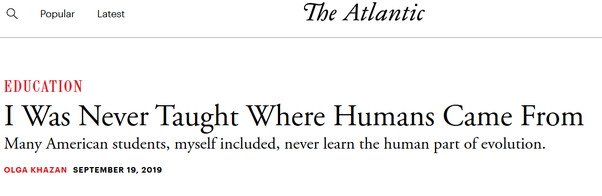 Popular Latest The Atlantic
EDUCATION
I Was Never Taught Where Humans Came From
Many American students, myself included, never learn the human part of evolution.
OLGA KHAZAN SEPTEMBER 19, 2019